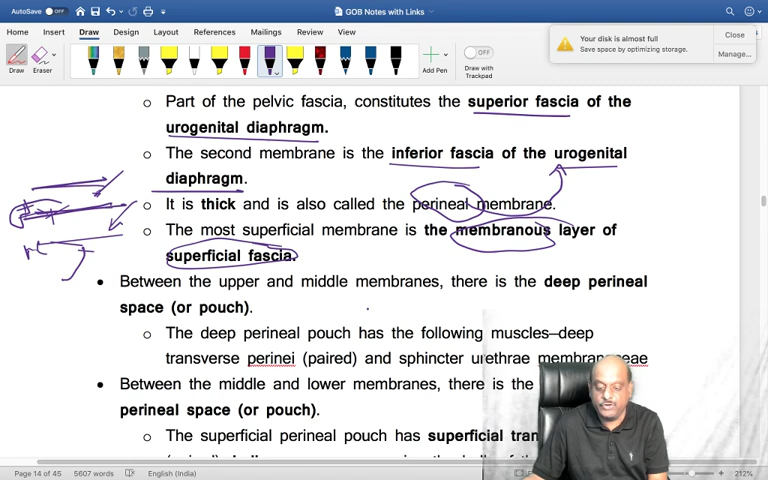 AutoSave OFF GOB Notes with Links
Home Insert Draw Design Layout References Mailings Review View
Your disk is almost full
Save space by optimizing storage.
Close
Manage...
Draw Eraser Add Pen OFF Draw with Trackpad
o Part of the pelvic fascia, constitutes the superior fascia of the
urogenital diaphragm.
o The second membrane is the inferior fascia of the urogenital
diaphragm.
o It is thick and is also called the perineal membrane.
o The most superficial membrane is the membranous layer of
superficial fascia.
• Between the upper and middle membranes, there is the deep perineal
space (or pouch).
o The deep perineal pouch has the following muscles–deep
transverse perinei (paired) and sphincter urethrae
• Between the middle and lower membranes, there is the
perineal space (or pouch).
o The superficial perineal pouch has superficial
Page 14 of 45 5607 words English (India) 212%